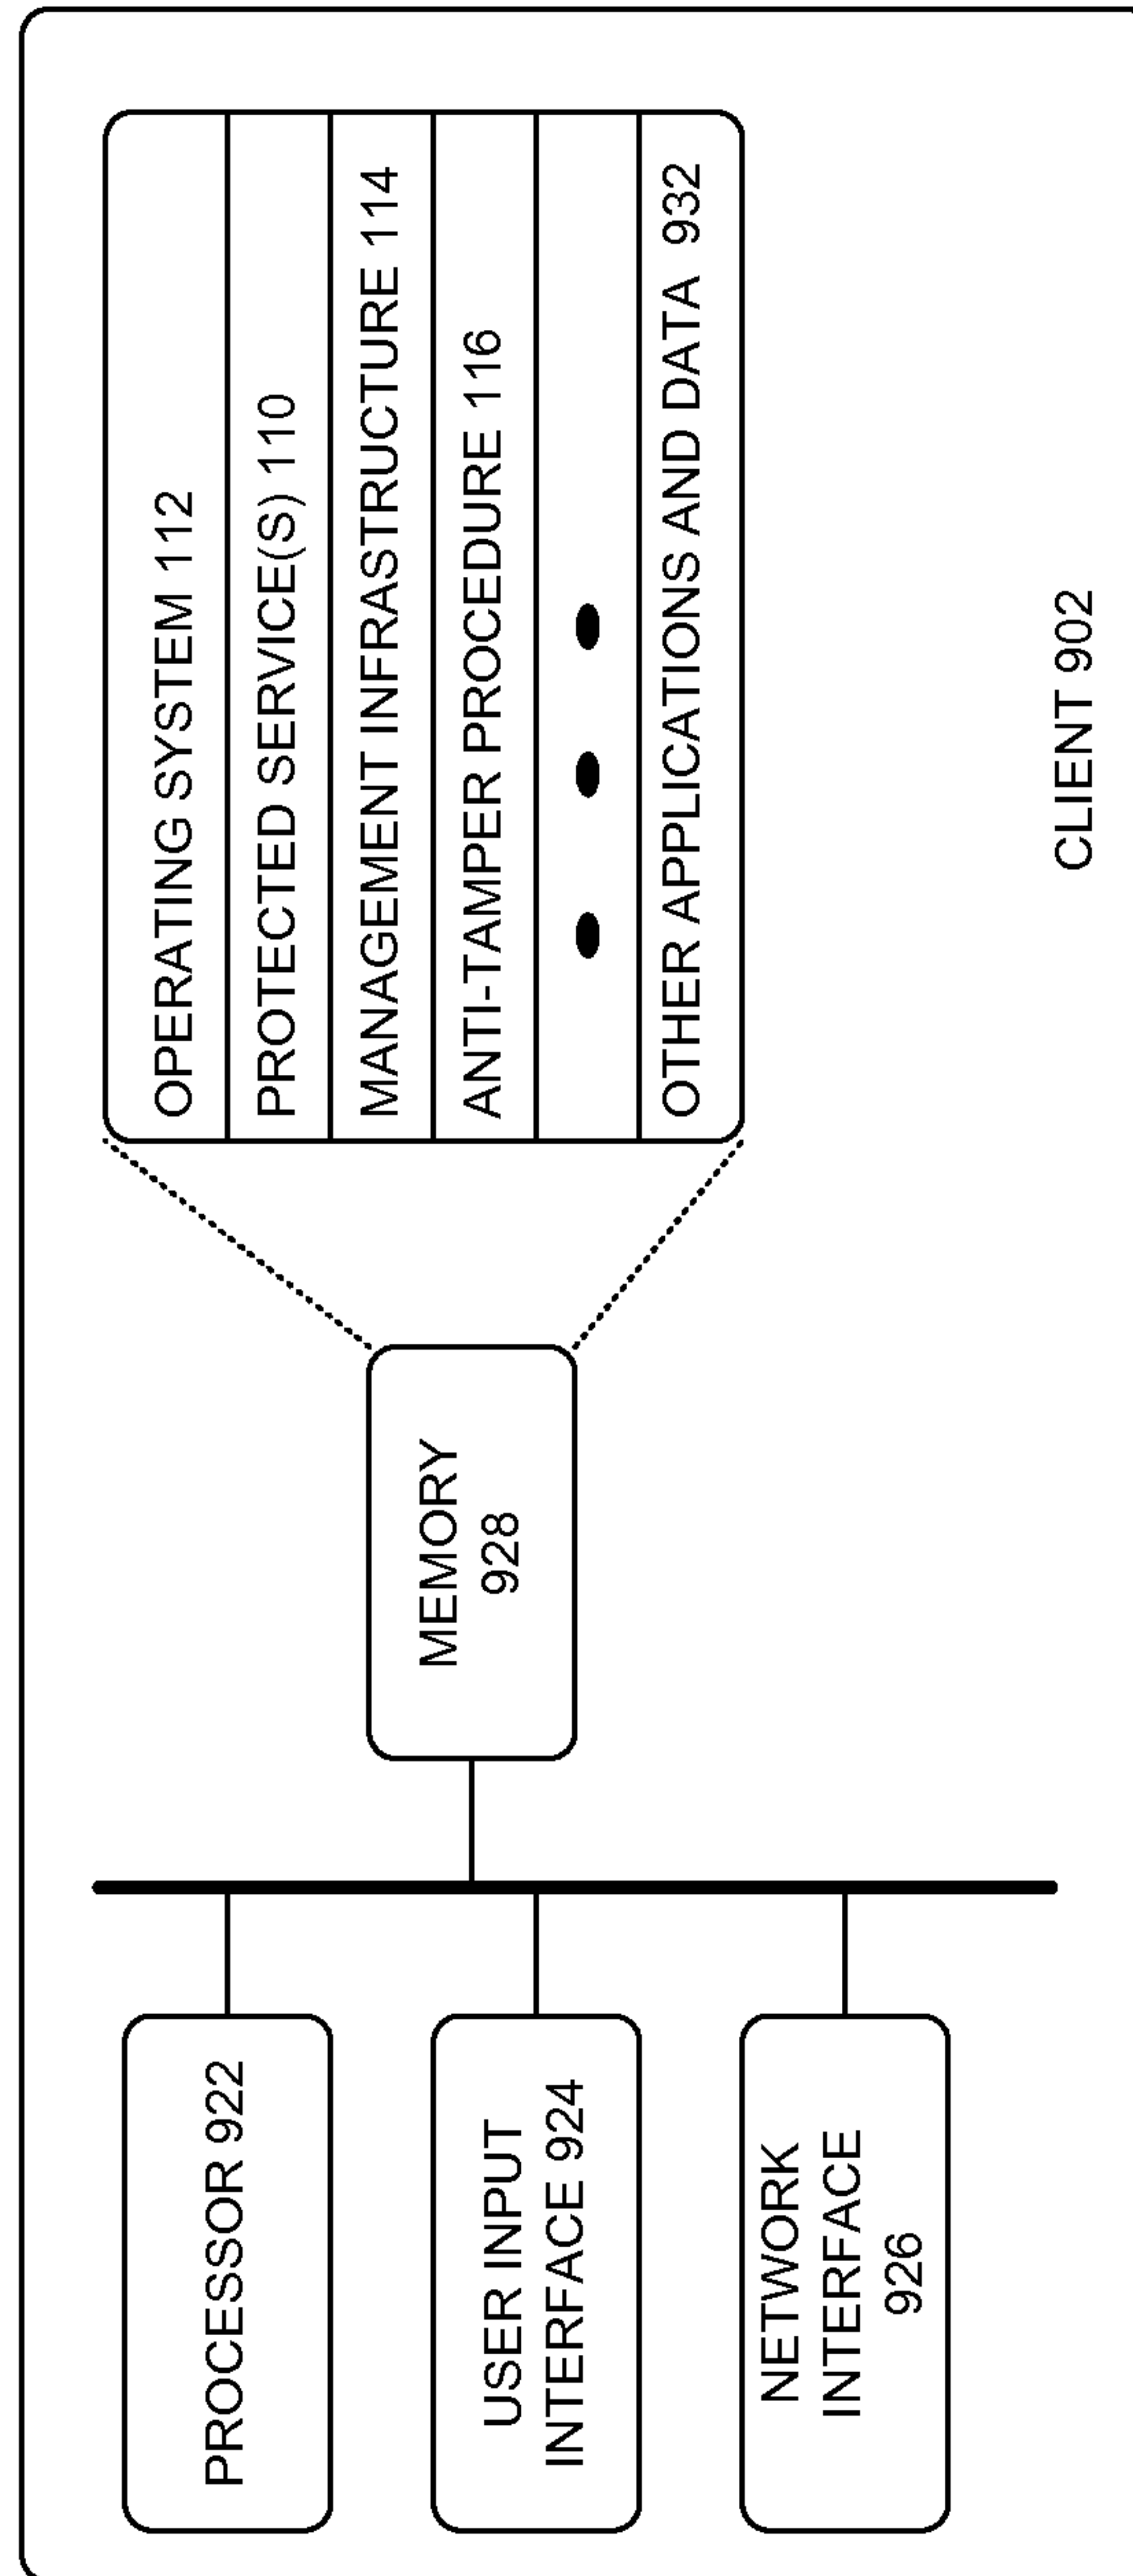 PROCESSOR 922
USER INPUT
INTERFACE 924
NETWORK
INTERFACE
926
MEMORY
928
OPERATING SYSTEM 112
PROTECTED SERVICE(S) 110
MANAGEMENT INFRASTRUCTURE 114
ANTI-TAMPER PROCEDURE 116
OTHER APPLICATIONS AND DATA 932
CLIENT 902